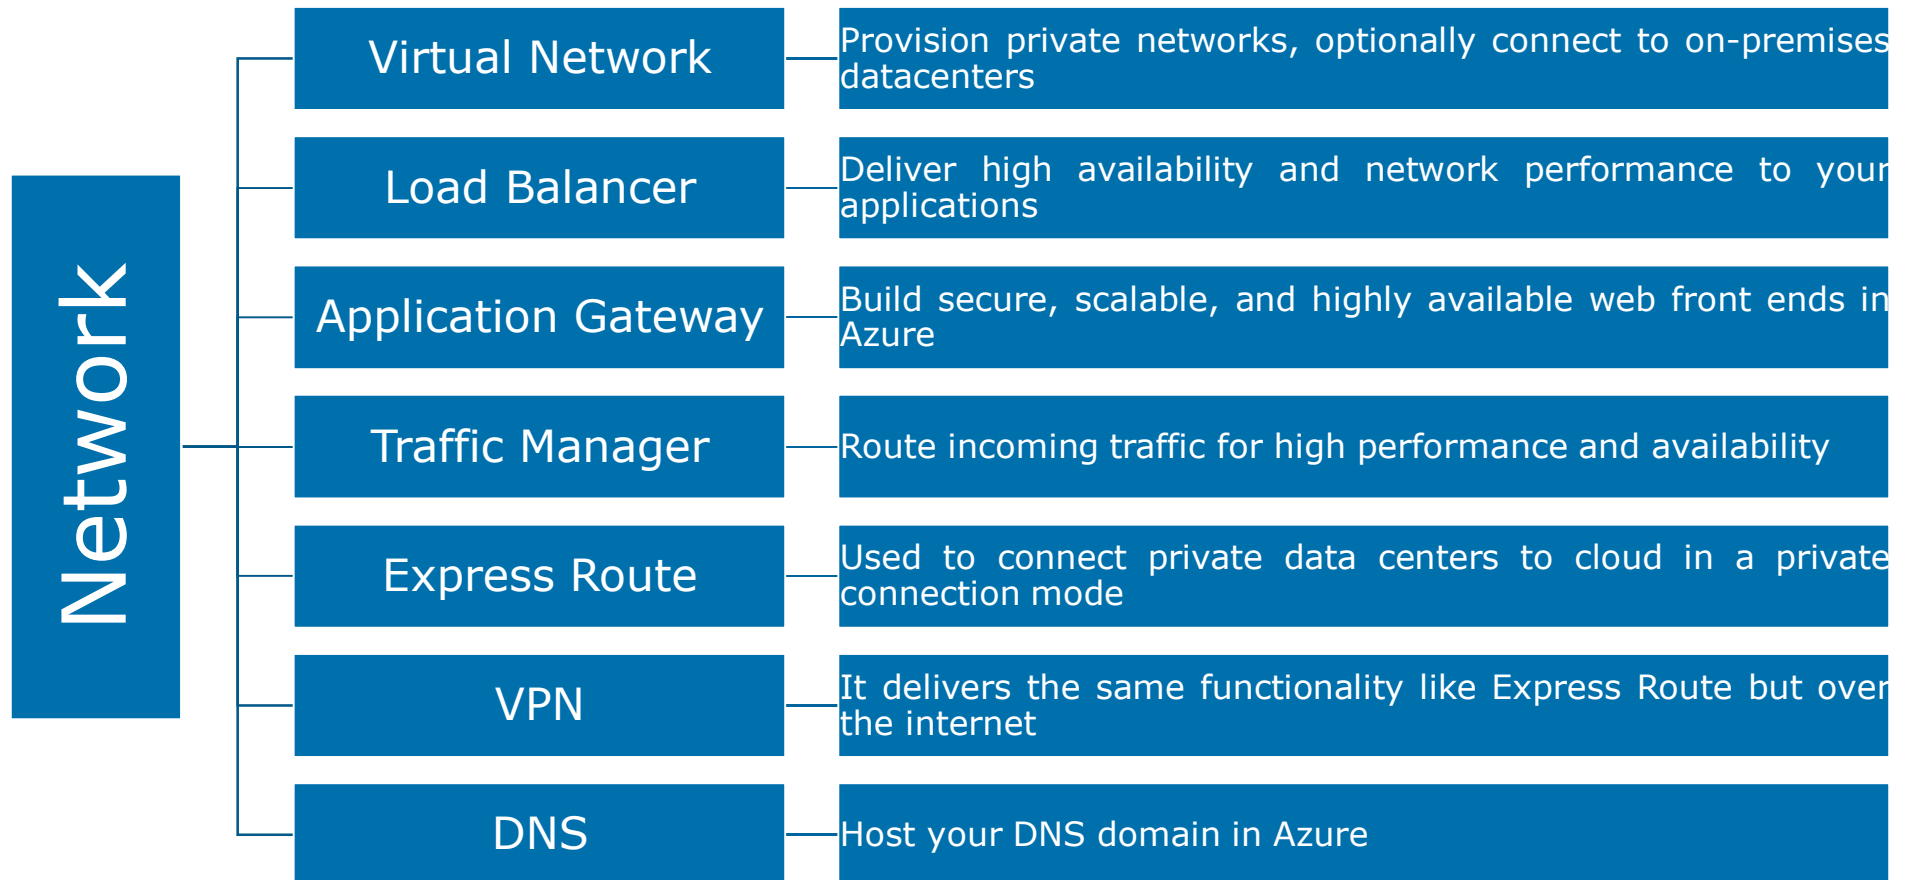 Network
Virtual Network
Provision private networks, optionally connect to on-premises
datacenters
Load Balancer
Deliver high availability and network performance to your
applications
Application Gateway
Build secure, scalable, and highly available web front ends in
Azure
Traffic Manager
Route incoming traffic for high performance and availability
Express Route
Used to connect private data centers to cloud in a private
connection mode
VPN
It delivers the same functionality like Express Route but over
the internet
DNS
Host your DNS domain in Azure